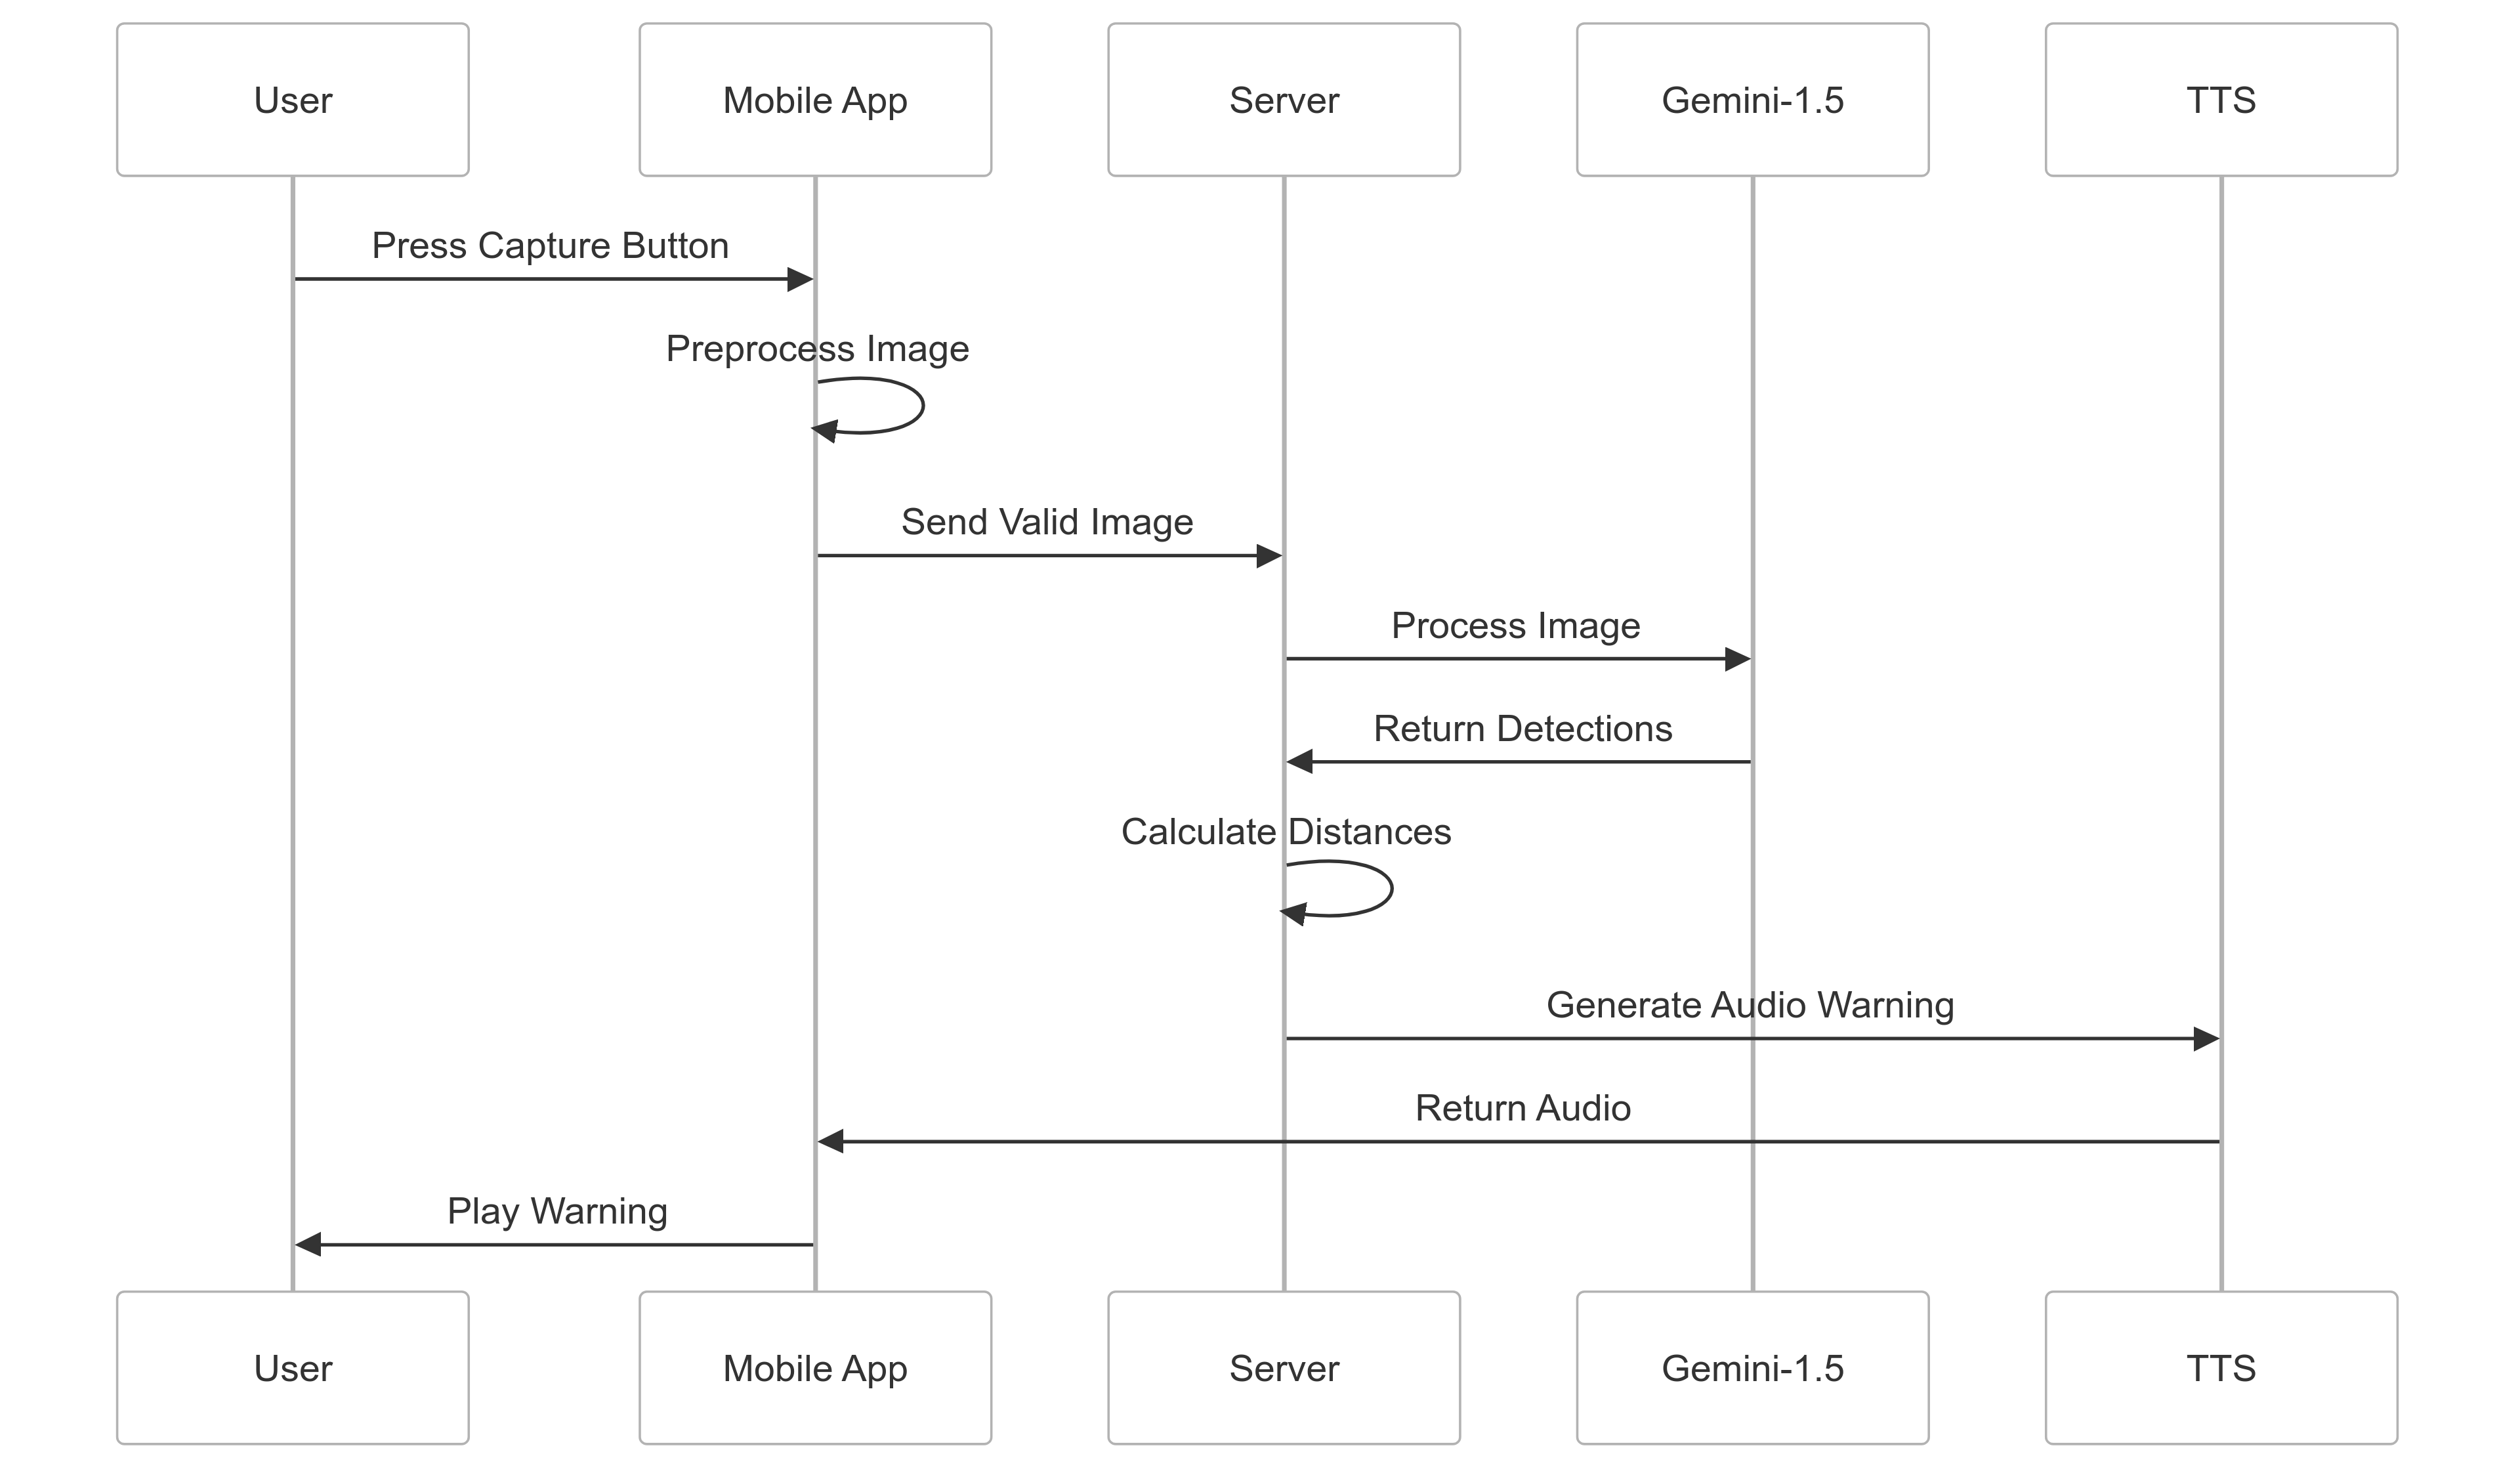 User
Mobile App
Server
Gemini-1.5
TTS
Press Capture Button
Preprocess Image
Send Valid Image
Process Image
Return Detections
Calculate Distances
Generate Audio Warning
Return Audio
Play Warning
User
Mobile App
Server
Gemini-1.5
TTS